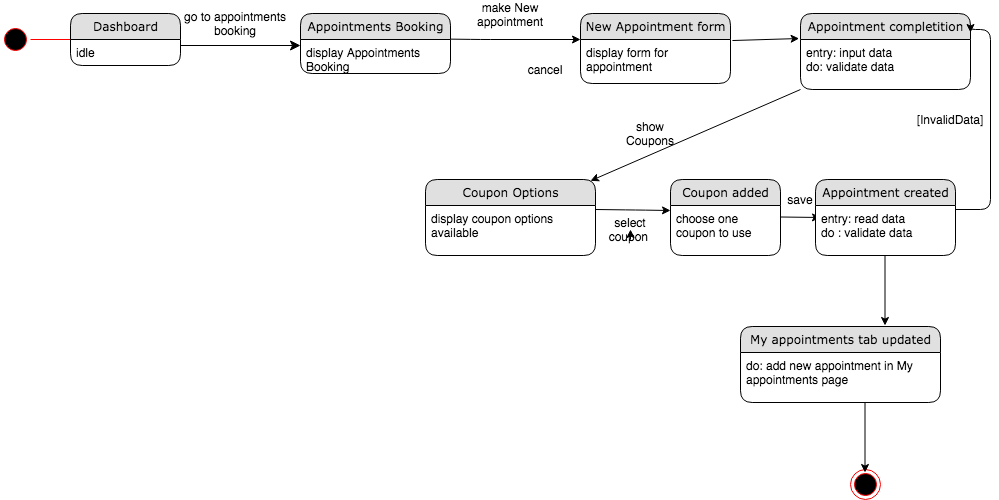 Dashboard
idle
go to appointments
booking
Appointments Booking
display Appointments
Booking
make New
appointment
cancel
New Appointment form
display form for
appointment
Appointment completition
entry: input data
do: validate data
[InvalidData]
show
Coupons
Coupon Options
display coupon options
available
select
coupon
Coupon added
choose one
coupon to use
save
Appointment created
entry: read data
do : validate data
My appointments tab updated
do: add new appointment in My
appointments page